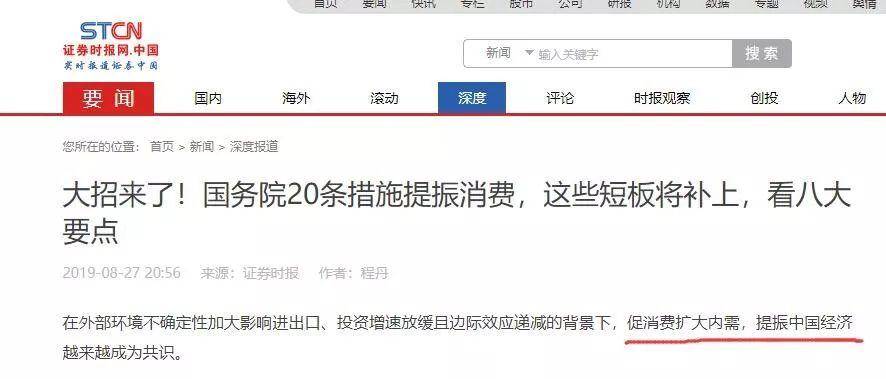 首页 要闻 快讯 专栏 股市 公司 研报 机构 数据 专题 视频 舆情
STCN
证券时报网.中国
实时报道证券中国
新闻 输入关键字 搜索
要闻 国内 海外 滚动 深度 评论 时报观察 创投 人物
您所在的位置： 首页 > 新闻 > 深度报道
大招来了！国务院20条措施提振消费，这些短板将补上，看八大
要点
2019-08-27 20:56 来源：证券时报 作者：程丹
在外部环境不确定性加大影响进出口、投资增速放缓且边际效应递减的背景下，促消费扩大内需，提振中国经济
越来越成为共识。